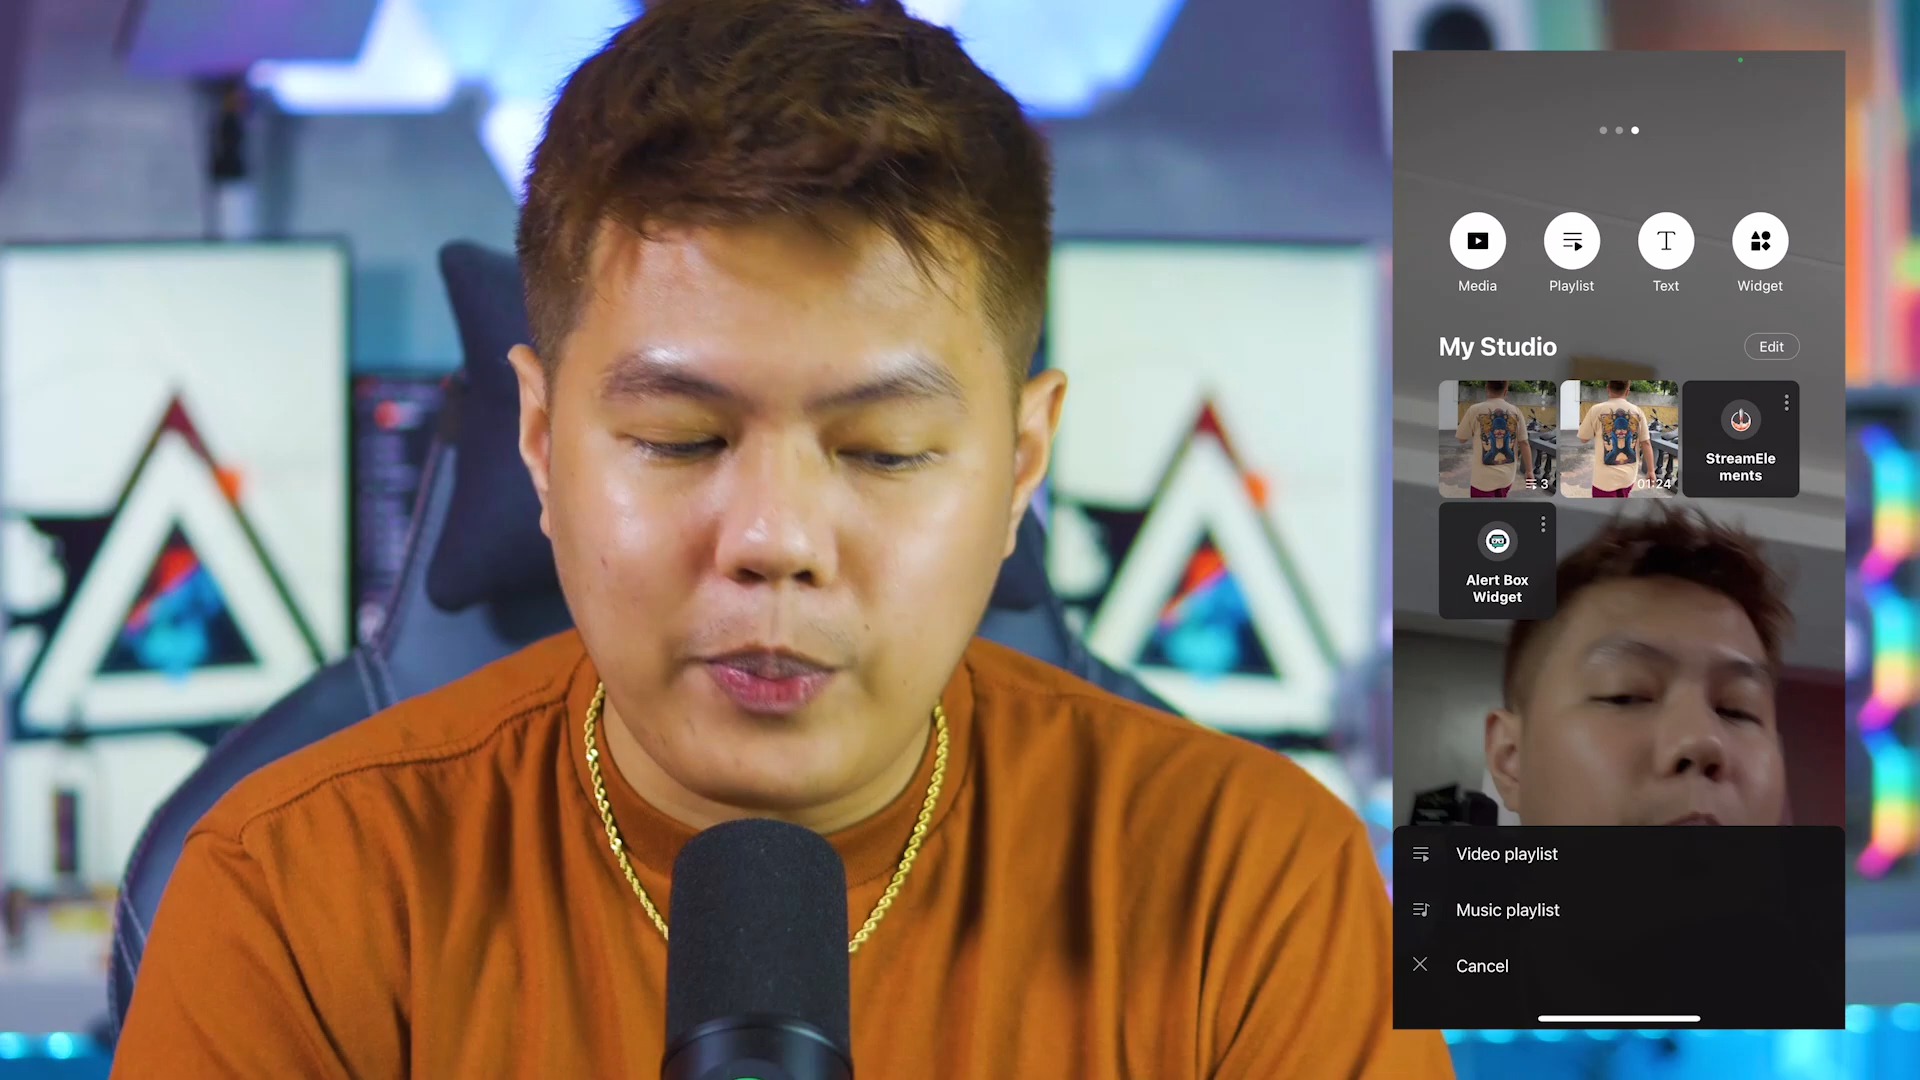 Media
Playlist
Text
Widget
My Studio
Edit
3
01:24
StreamEle
ments
Alert Box
Widget
Video playlist
Music playlist
Cancel